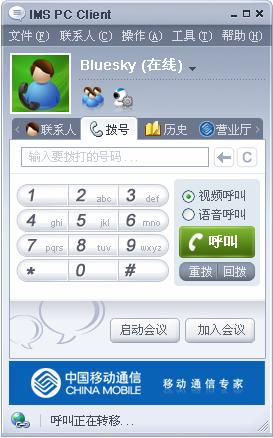 IMS PC Client
文件(F) 联系人(C) 操作(A) 工具(T) 帮助(H)
Bluesky (在线)
联系人 拨号 历史 营业厅
输入要拨打的号码...
C
1 2 abc 3 def
4 ghi 5 jkl 6 mno
7 pqrs 8 tuv 9 wxyz
* 0 #
视频呼叫
语音呼叫
呼叫
重拨 回拨
启动会议 加入会议
中国移动通信
CHINA MOBILE
移动通信专家
呼叫正在转移...